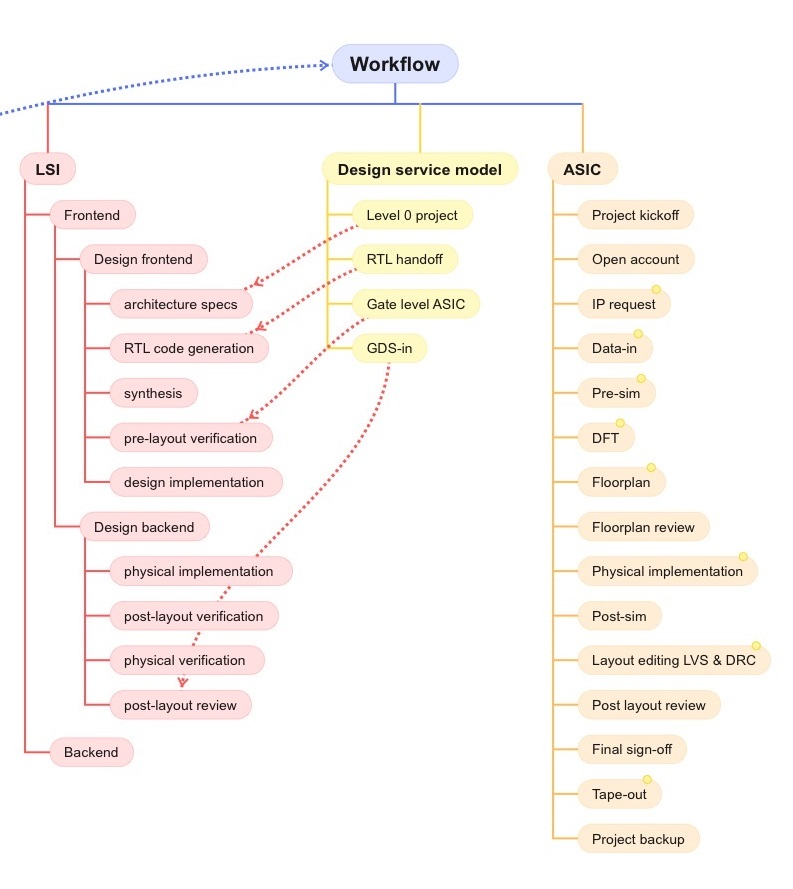 Workflow
LSI
Frontend
Design frontend
architecture specs
RTL code generation
synthesis
pre-layout verification
design implementation
Design backend
physical implementation
post-layout verification
physical verification
post-layout review
Backend
Design service model
Level 0 project
RTL handoff
Gate level ASIC
GDS-in
ASIC
Project kickoff
Open account
IP request
Data-in
Pre-sim
DFT
Floorplan
Floorplan review
Physical implementation
Post-sim
Layout editing LVS & DRC
Post layout review
Final sign-off
Tape-out
Project backup